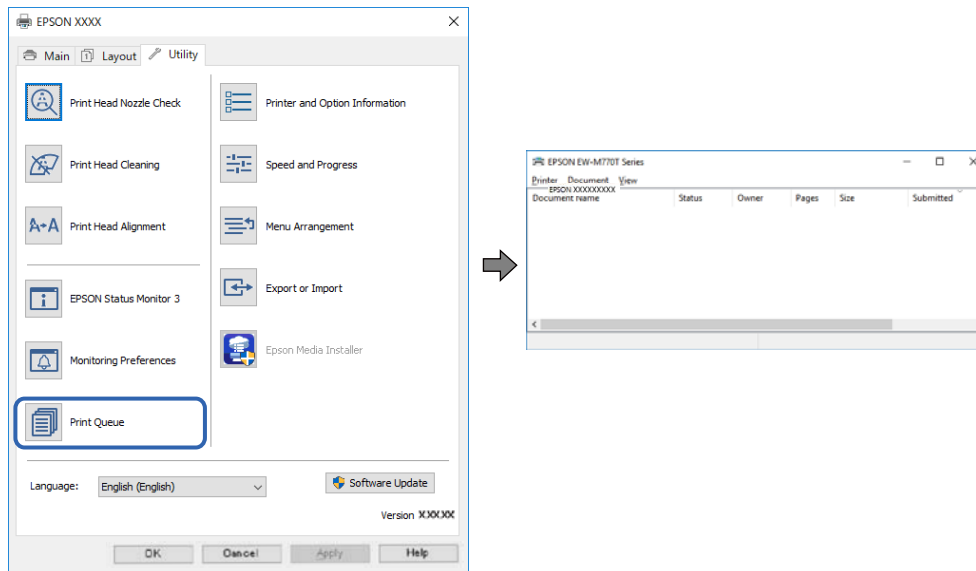 EPSON XXXX
Main
Layout
Utility
Print Head Nozzle Check
Print Head Cleaning
Print Head Alignment
EPSON Status Monitor 3
Monitoring Preferences
Print Queue
Printer and Option Information
Speed and Progress
Menu Arrangement
Export or Import
Epson Media Installer
Language:
English (English)
Software Update
Version X.XX.XX
OK
Cancel
Apply
Help
EPSON EW-M770T Series
Printer Document View
EPSON XXXXXXXXX
Document Name Status Owner Pages Size Submitted